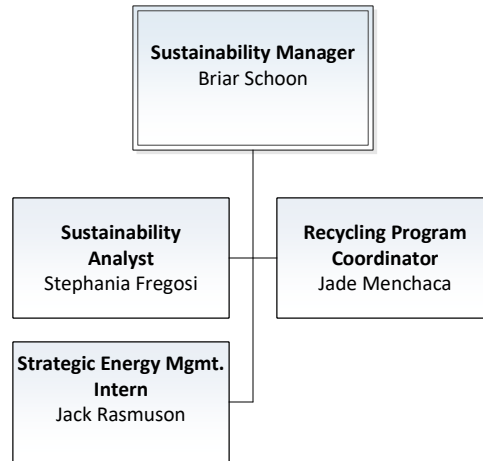 Sustainability Manager
Briar Schoon
Sustainability
Analyst
Stephania Fregosi
Recycling Program
Coordinator
Jade Menchaca
Strategic Energy Mgmt.
Intern
Jack Rasmuson